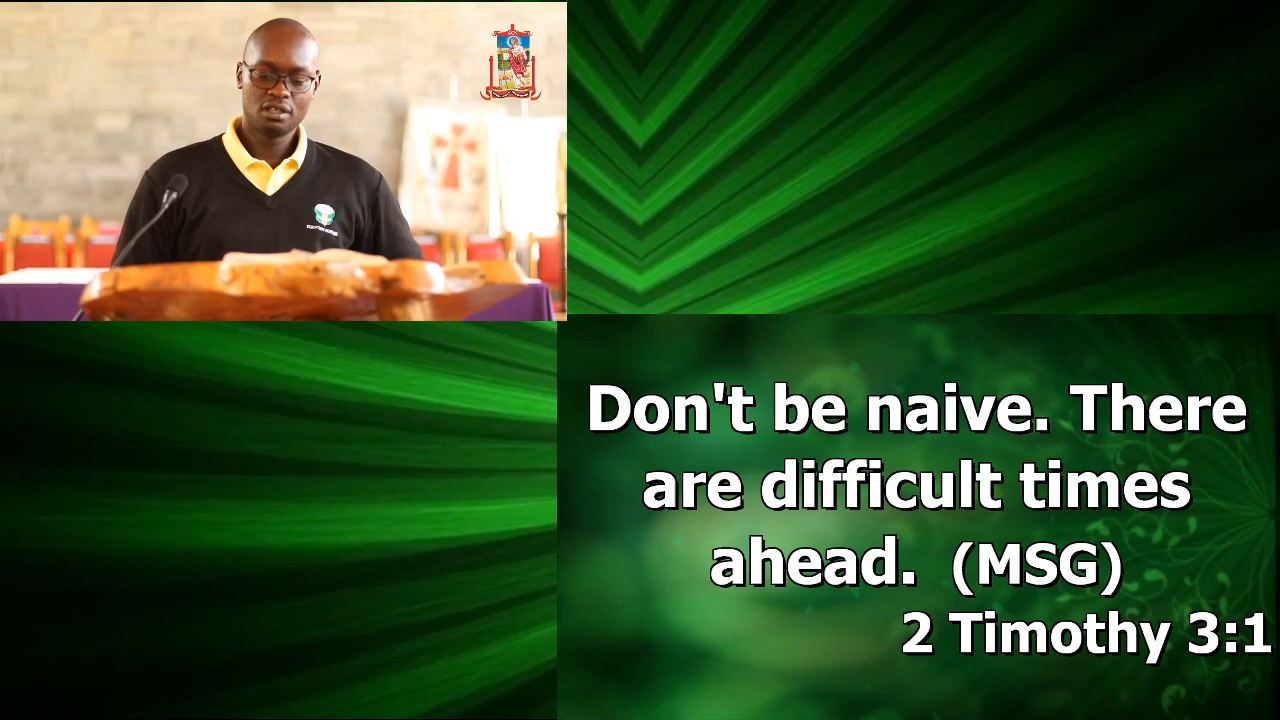 Don't be naive. There
are difficult times
ahead. (MSG)
2 Timothy 3:1